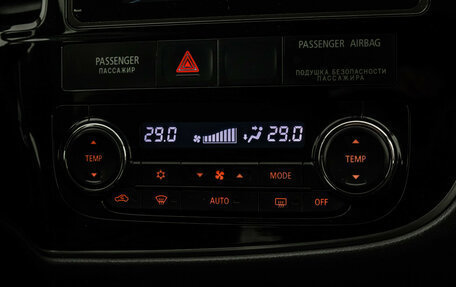 PASSENGER
ПАССАЖИР
PASSENGER AIRBAG
ПОДУШКА БЕЗОПАСНОСТИ
ПАССАЖИРА
29.0 29.0
TEMP
MODE
TEMP
AUTO
OFF